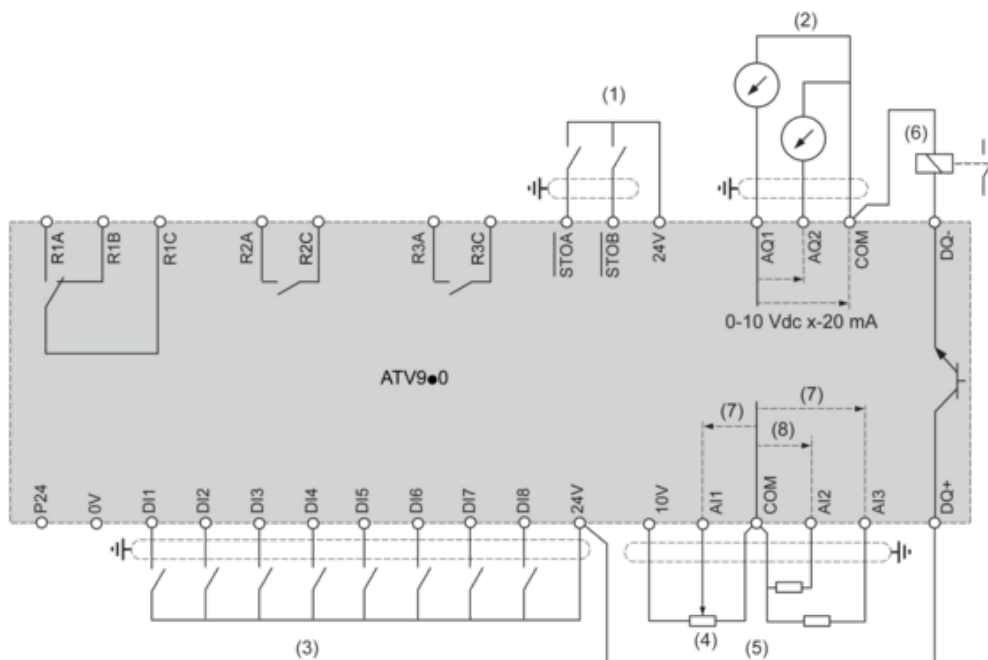 (2)
(1)
(6)
R1A R1B R1C R2A R2C R3A R3C STOA STOB 24V AQ1 AQ2 COM DQ-
0-10 Vdc x-20 mA
ATV9●0
(7)
(7)
(8)
P24 0V DI1 DI2 DI3 DI4 DI5 DI6 DI7 DI8 24V 10V AI1 COM AI2 AI3 DQ+
(3) (4) (5)